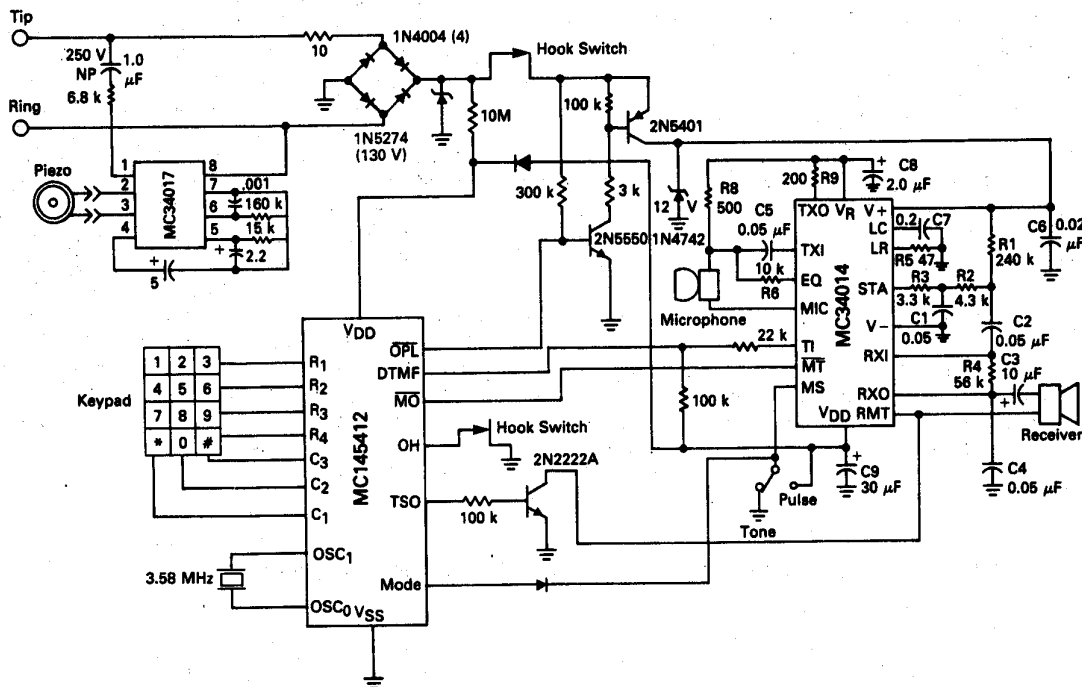 Tip
250 V
NP
1.0
µF
6.8 k
Ring
10
1N4004 (4)
1N5274
(130 V)
Hook Switch
10M
100 k
2N5401
300 k
3 k
2N5550
12 V
1N4742
Piezo
1
2
3
4
MC34017
8
7
6
5
.001
160 k
15 k
+
2.2
+
5
R8
500
C5
0.05
µF
10 k
R6
Microphone
200
R9
+
C8
2.0 µF
TXO
VR
V+
LC
LR
TXI
EQ
MIC
STA
V−
TI
MT
MS
RXI
RXO
VDD
RMT
MC34014
0.2
C7
R5
47
R3
3.3 k
R2
4.3 k
C1
0.05
R1
240 k
C6
0.02
µF
C2
0.05 µF
C3
10 µF
R4
56 k
+
Receiver
C4
0.05 µF
+
C9
30 µF
22 k
100 k
Tone
Pulse
Keypad
1 2 3
4 5 6
7 8 9
* 0 #
VDD
R1
R2
R3
R4
C3
C2
C1
OSC1
OSC0
VSS
MC145412
OPL
DTMF
MO
OH
TSO
Mode
Hook Switch
2N2222A
100 k
3.58 MHz